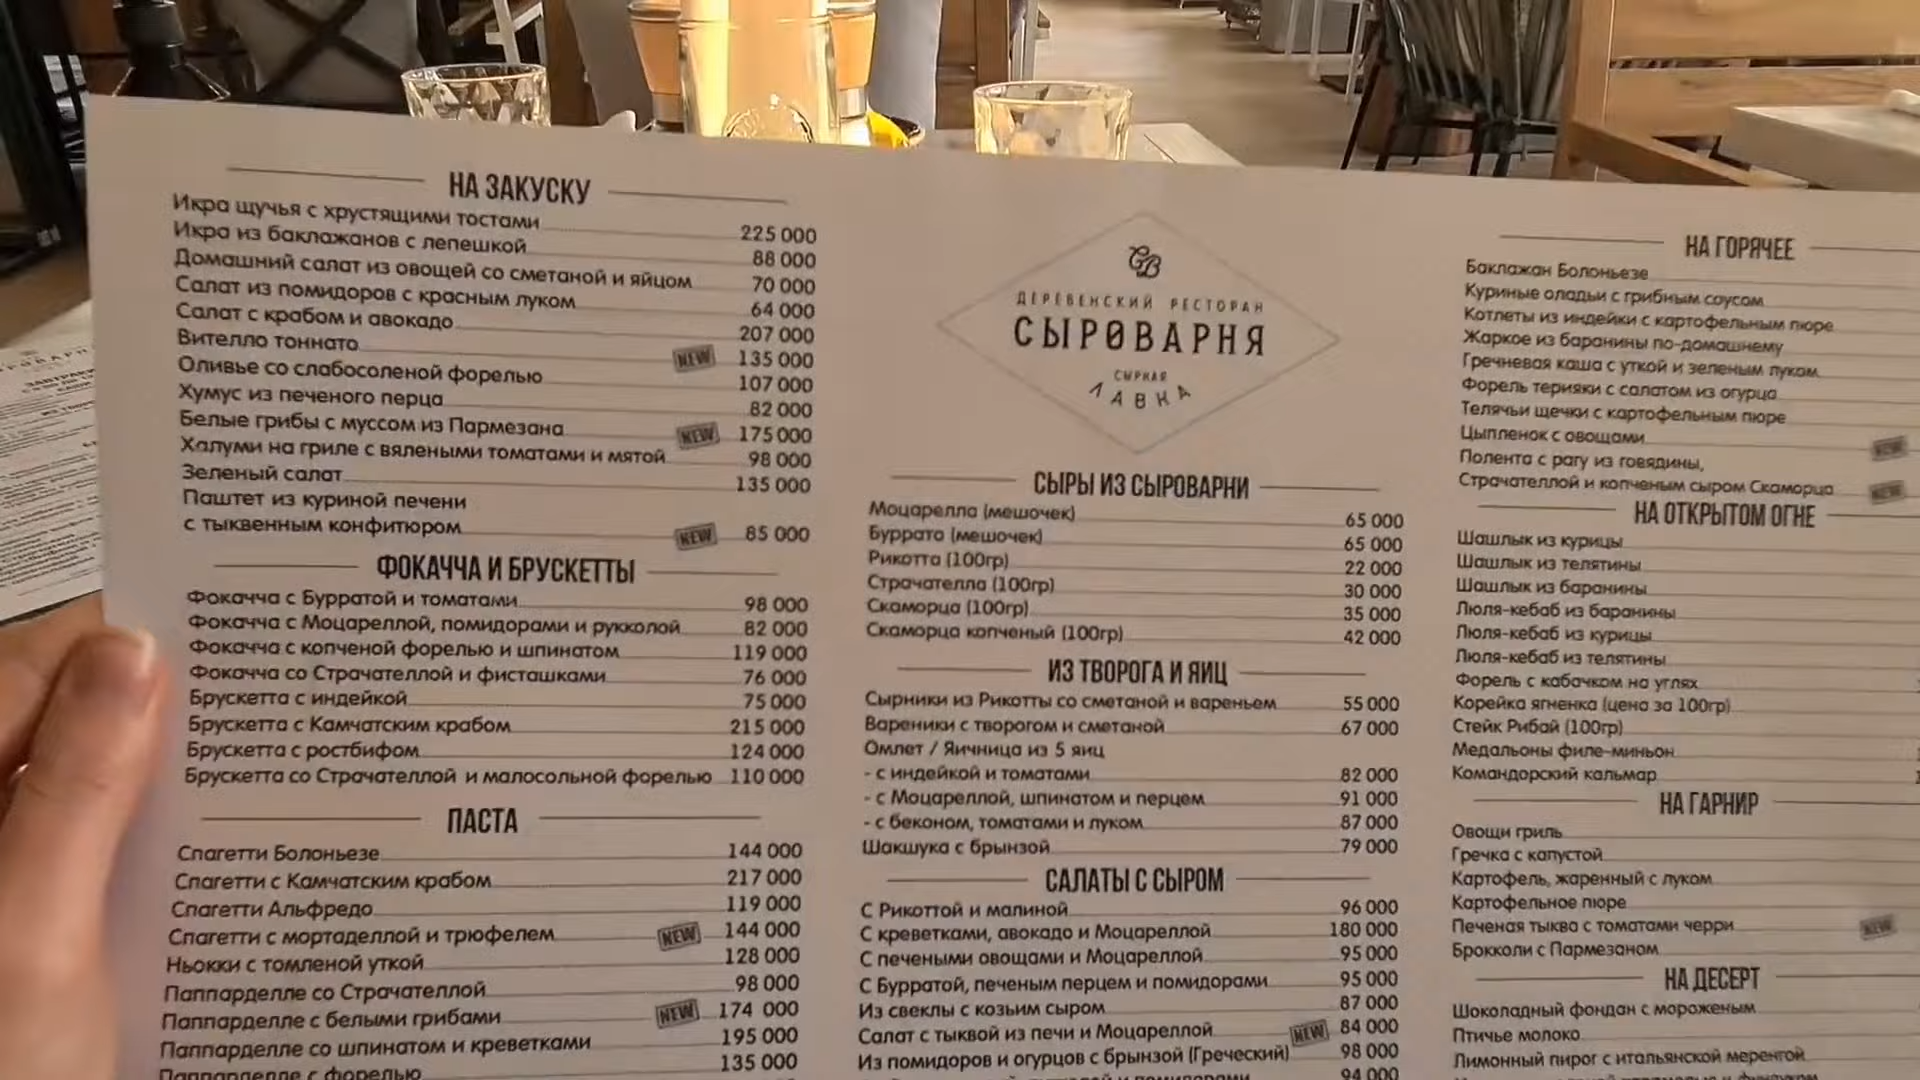 НА ЗАКУСКУ
Икра щучья с хрустящими тостами 225 000
Икра из баклажанов с лепешкой 88 000
Домашний салат из овощей со сметаной и яйцом 70 000
Салат из помидоров с красным луком 64 000
Салат с крабом и авокадо 207 000
Вителло тоннато NEW 135 000
Оливье со слабосоленой форелью 107 000
Хумус из печеного перца 82 000
Белые грибы с муссом из Пармезана NEW 175 000
Халуми на гриле с вялеными томатами и мятой 98 000
Зеленый салат 135 000
Паштет из куриной печени
с тыквенным конфитюром NEW 85 000
ФОКАЧЧА И БРУСКЕТТЫ
Фокачча с Бурратой и томатами 98 000
Фокачча с Моцареллой, помидорами и рукколой 82 000
Фокачча с копченой форелью и шпинатом 119 000
Фокачча со Страчателлой и фисташками 76 000
Брускетта с индейкой 75 000
Брускетта с Камчатским крабом 215 000
Брускетта с ростбифом 124 000
Брускетта со Страчателлой и малосольной форелью 110 000
ПАСТА
Спагетти Болоньезе 144 000
Спагетти с Камчатским крабом 217 000
Спагетти Альфредо 119 000
Спагетти с мортаделлой и трюфелем NEW 144 000
Ньокки с томленой уткой 128 000
Паппарделле со Страчателлой 98 000
Паппарделле с белыми грибами NEW 174 000
Паппарделле со шпинатом и креветками 195 000
Паппарделле с форелью 135 000
ДЕРЕВЕНСКИЙ РЕСТОРАН
СЫРОВАРНЯ
СЫРНАЯ
ЛАВКА
СЫРЫ ИЗ СЫРОВАРНИ
Моцарелла (мешочек) 65 000
Буррата (мешочек) 65 000
Рикотта (100гр) 22 000
Страчателла (100гр) 30 000
Скаморца (100гр) 35 000
Скаморца копченый (100гр) 42 000
ИЗ ТВОРОГА И ЯИЦ
Сырники из Рикотты со сметаной и вареньем 55 000
Вареники с творогом и сметаной 67 000
Омлет / Яичница из 5 яиц
- с индейкой и томатами 82 000
- с Моцареллой, шпинатом и перцем 91 000
- с беконом, томатами и луком 87 000
Шакшука с брынзой 79 000
САЛАТЫ С СЫРОМ
С Рикоттой и малиной 96 000
С креветками, авокадо и Моцареллой 180 000
С печеными овощами и Моцареллой 95 000
С Бурратой, печеным перцем и помидорами 95 000
Из свеклы с козьим сыром 87 000
Салат с тыквой из печи и Моцареллой NEW 84 000
Из помидоров и огурцов с брынзой (Греческий) 98 000
и помидорами 94 000
НА ГОРЯЧЕЕ
Баклажан Болоньезе
Куриные оладьи с грибным соусом
Котлеты из индейки с картофельным пюре
Жаркое из баранины по-домашнему
Гречневая каша с уткой и зеленым луком
Форель терияки с салатом из огурца
Телячьи щечки с картофельным пюре
Цыпленок с овощами NEW
Полента с рагу из говядины,
Страчателлой и копченым сыром Скаморца NEW
НА ОТКРЫТОМ ОГНЕ
Шашлык из курицы
Шашлык из телятины
Шашлык из баранины
Люля-кебаб из баранины
Люля-кебаб из курицы
Люля-кебаб из телятины
Форель с кабачком на углях
Корейка ягненка (цена за 100гр)
Стейк Рибай (100гр)
Медальоны филе-миньон
Командорский кальмар
НА ГАРНИР
Овощи гриль
Гречка с капустой
Картофель, жаренный с луком
Картофельное пюре
Печеная тыква с томатами черри NEW
Брокколи с Пармезаном
НА ДЕСЕРТ
Шоколадный фондан с мороженым
Птичье молоко
Лимонный пирог с итальянской меренгой